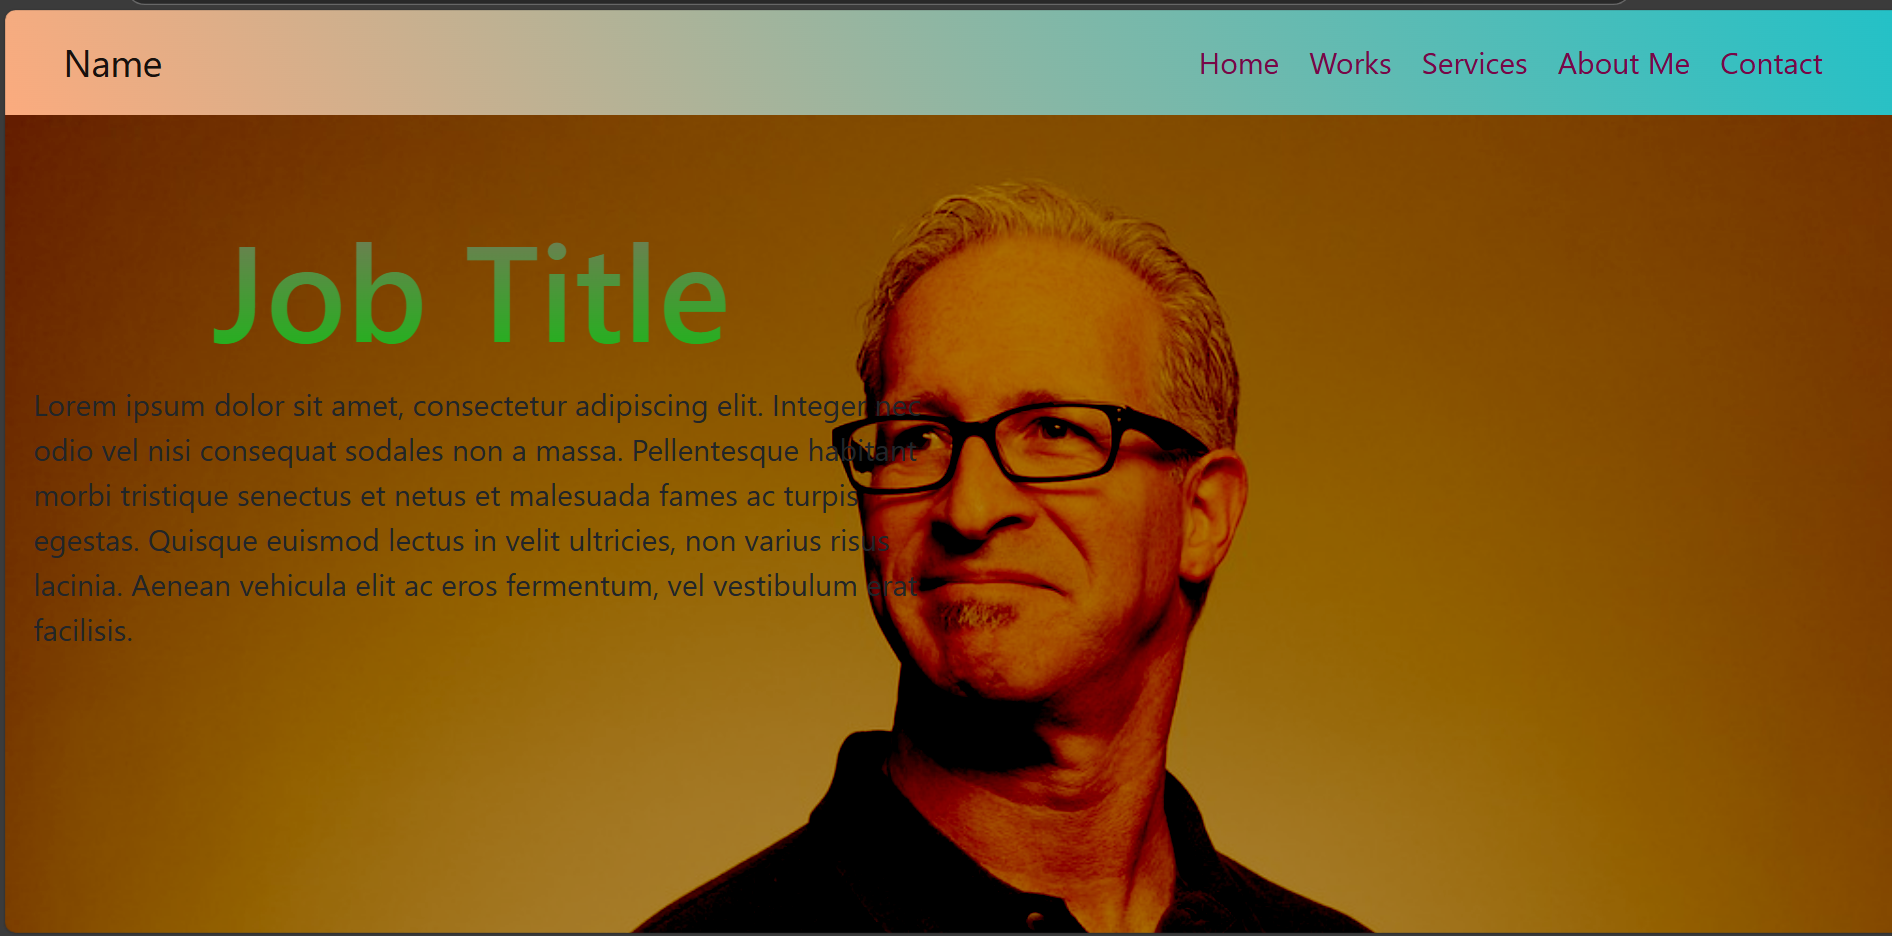 Name
Home Works Services About Me Contact
Job Title
Lorem ipsum dolor sit amet, consectetur adipiscing elit. Integer nec
odio vel nisi consequat sodales non a massa. Pellentesque habitant
morbi tristique senectus et netus et malesuada fames ac turpis
egestas. Quisque euismod lectus in velit ultricies, non varius risus
lacinia. Aenean vehicula elit ac eros fermentum, vel vestibulum erat
facilisis.